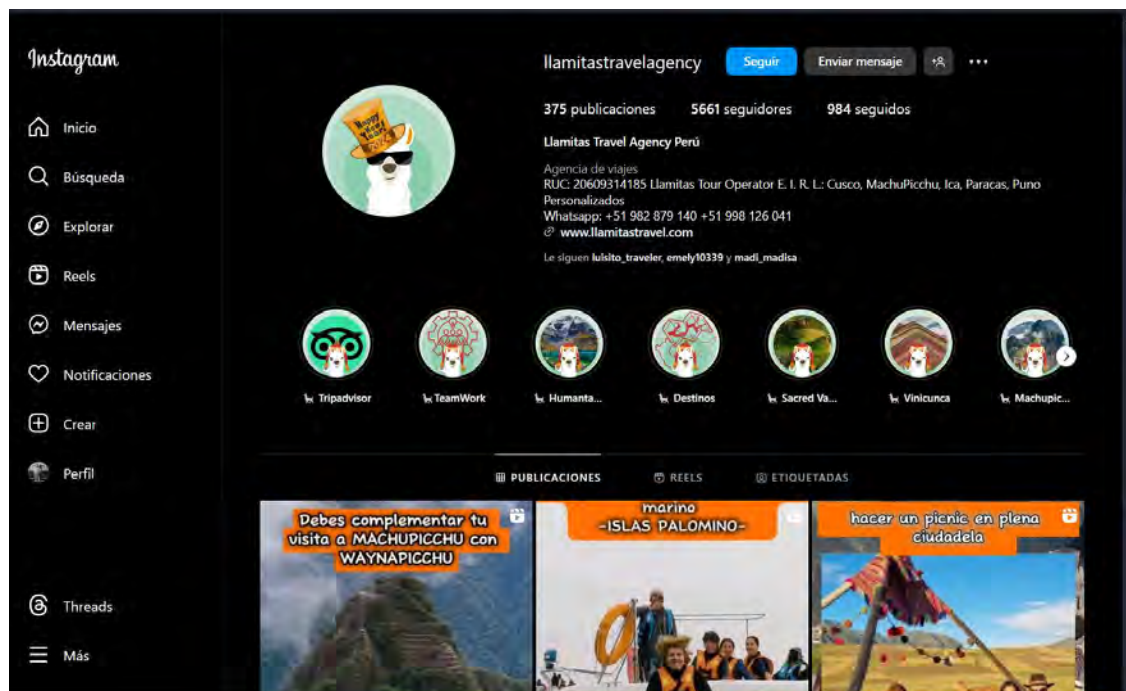 Instagram
Inicio
Búsqueda
Explorar
Reels
Mensajes
Notificaciones
Crear
Perfil
Threads
Más
Happy
New
Years
2024
llamitastravelagency Seguir Enviar mensaje
375 publicaciones 5661 seguidores 984 seguidos
Llamitas Travel Agency Perú
Agencia de viajes
RUC: 20609314185 Llamitas Tour Operator E. I. R. L.: Cusco, MachuPicchu, Ica, Paracas, Puno
Personalizados
Whatsapp: +51 982 879 140 +51 998 126 041
www.llamitastravel.com
Le siguen luisito_traveler, emely10339 y madi_madisa
Tripadvisor TeamWork Humanta... Destinos Sacred Va... Vinicunca Machupic...
PUBLICACIONES REELS ETIQUETADAS
Debes complementar tu
visita a MACHUPICCHU con
WAYNAPICCHU
marino
-ISLAS PALOMINO-
hacer un picnic en plena
ciudadela